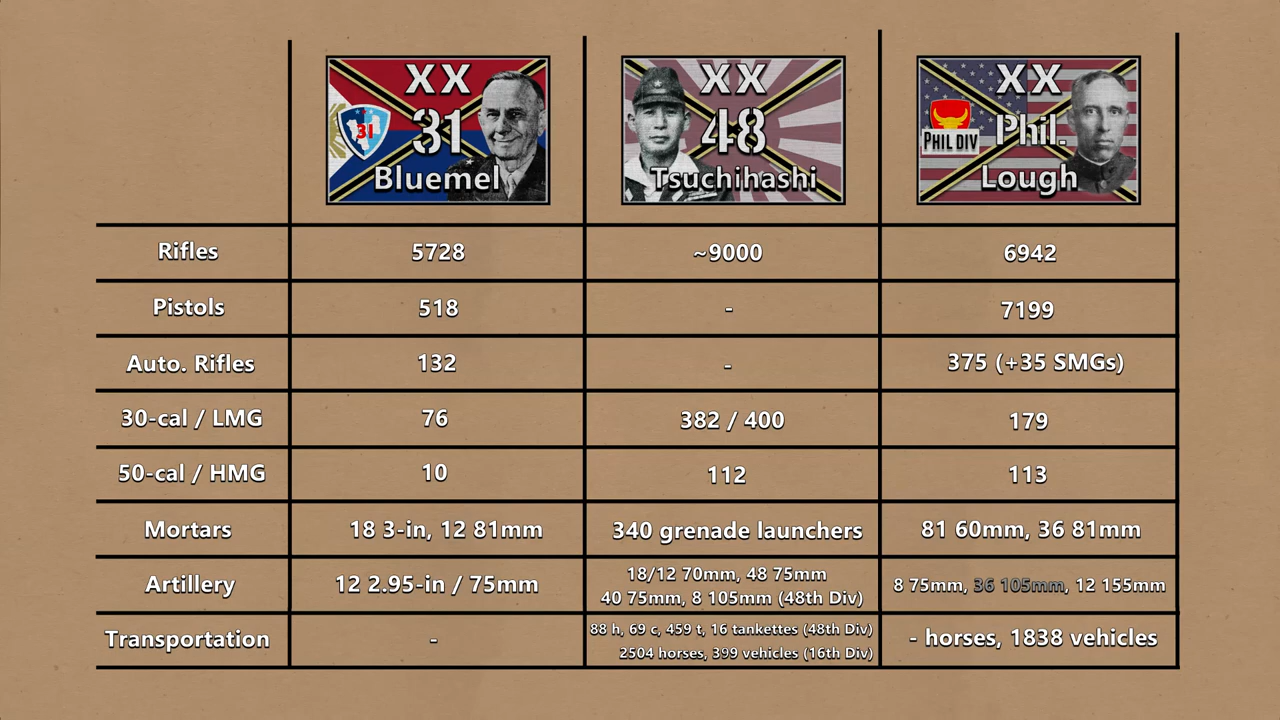 XX
31
31
Bluemel
XX
48
Tsuchihashi
XX
PHIL DIV
Phil.
Lough
Rifles 5728 ~9000 6942
Pistols 518 - 7199
Auto. Rifles 132 - 375 (+35 SMGs)
30-cal / LMG 76 382 / 400 179
50-cal / HMG 10 112 113
Mortars 18 3-in, 12 81mm 340 grenade launchers 81 60mm, 36 81mm
Artillery 12 2.95-in / 75mm 18/12 70mm, 48 75mm
40 75mm, 8 105mm (48th Div) 8 75mm, 36 105mm, 12 155mm
Transportation - 88 h, 69 c, 459 t, 16 tankettes (48th Div)
2504 horses, 399 vehicles (16th Div) - horses, 1838 vehicles